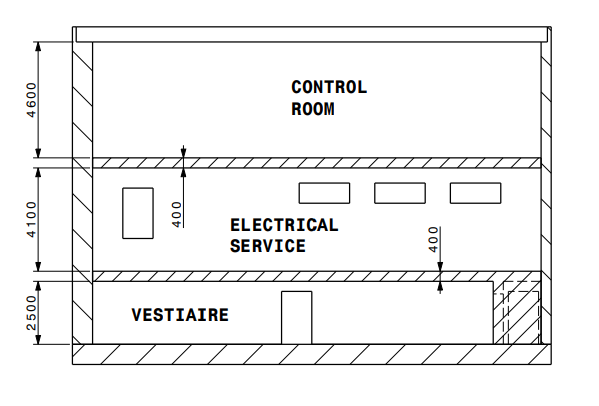 CONTROL
ROOM
4600
400
4100
ELECTRICAL
SERVICE
400
2500
VESTIAIRE